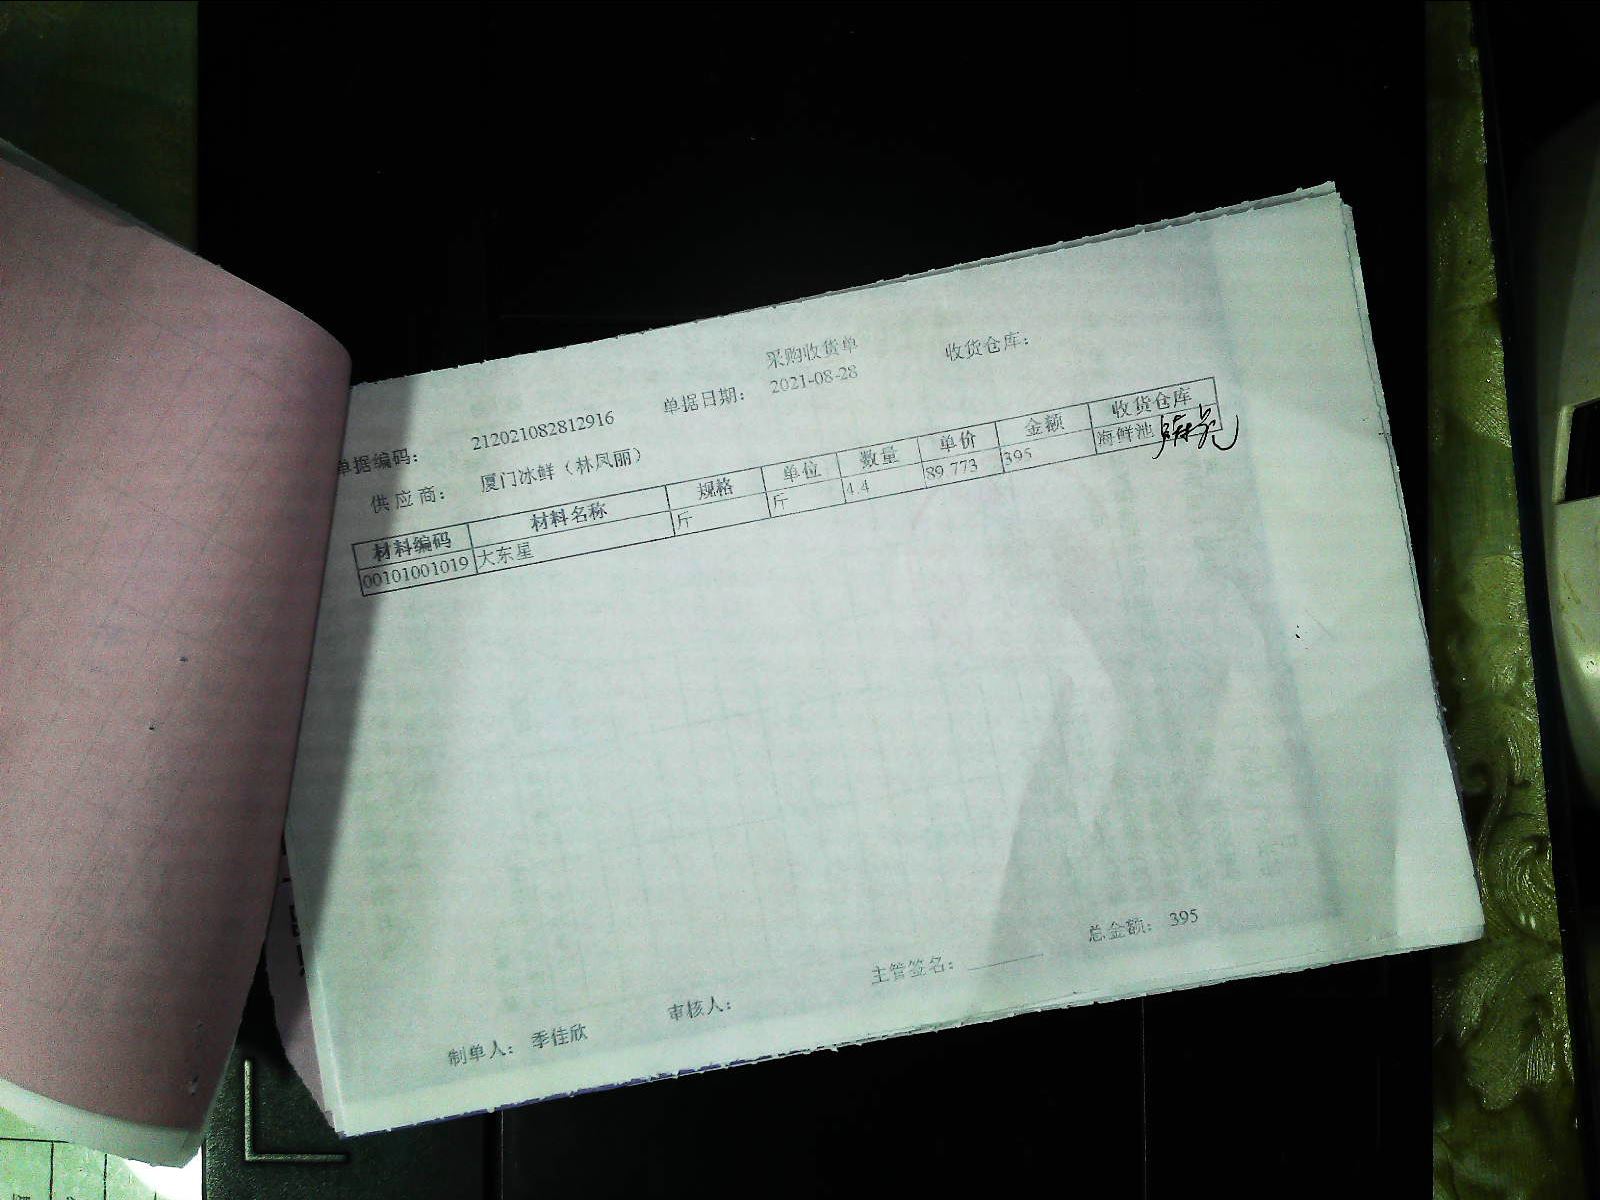 采购收货单
单据编码： 212021082812916 单据日期： 2021-08-28 收货仓库：
供应商： 厦门冰鲜（林凤丽）
材料编码 材料名称 规格 单位 数量 单价 金额 收货仓库
00101001019 大东星 斤 斤 4.4 89.773 395 海鲜池
总金额： 395
制单人： 季佳欣 审核人： 主管签名：